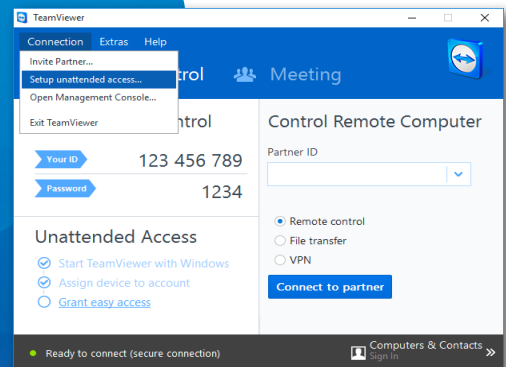 TeamViewer
Connection Extras Help
Invite Partner...
Setup unattended access...
Open Management Console...
Exit TeamViewer
trol Meeting
ntrol
Your ID 123 456 789
Password 1234
Unattended Access
Start TeamViewer with Windows
Assign device to account
Grant easy access
Control Remote Computer
Partner ID
Remote control
File transfer
VPN
Connect to partner
Ready to connect (secure connection)
Computers & Contacts
Sign In